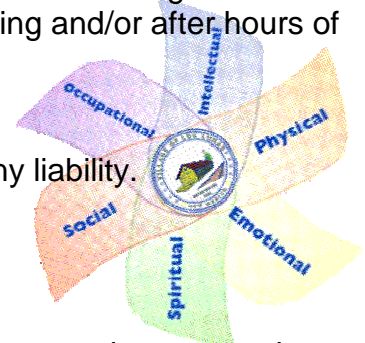 ing and/or after hours of
ny liability.
Intellectual
Occupational
Physical
Social
Emotional
Spiritual